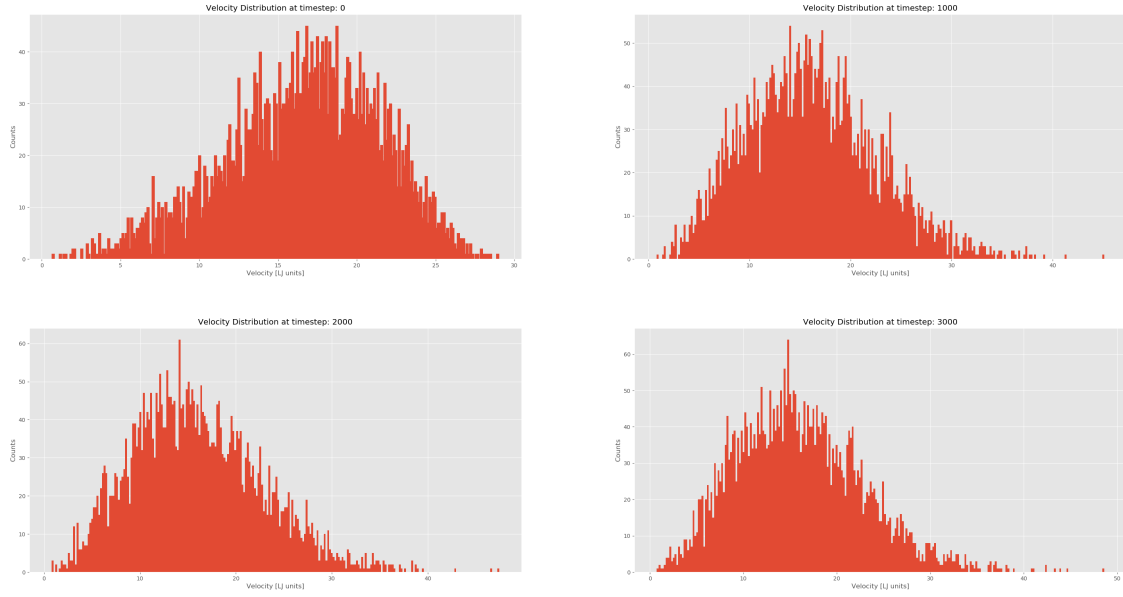 Velocity Distribution at timestep: 0
40
30
20
10
0
Counts
0 5 10 15 20 25 30
Velocity [LJ units]
Velocity Distribution at timestep: 1000
50
40
30
20
10
0
Counts
0 10 20 30 40
Velocity [LJ units]
Velocity Distribution at timestep: 2000
60
50
40
30
20
10
0
Counts
0 10 20 30 40
Velocity [LJ units]
Velocity Distribution at timestep: 3000
60
50
40
30
20
10
0
Counts
0 10 20 30 40 50
Velocity [LJ units]